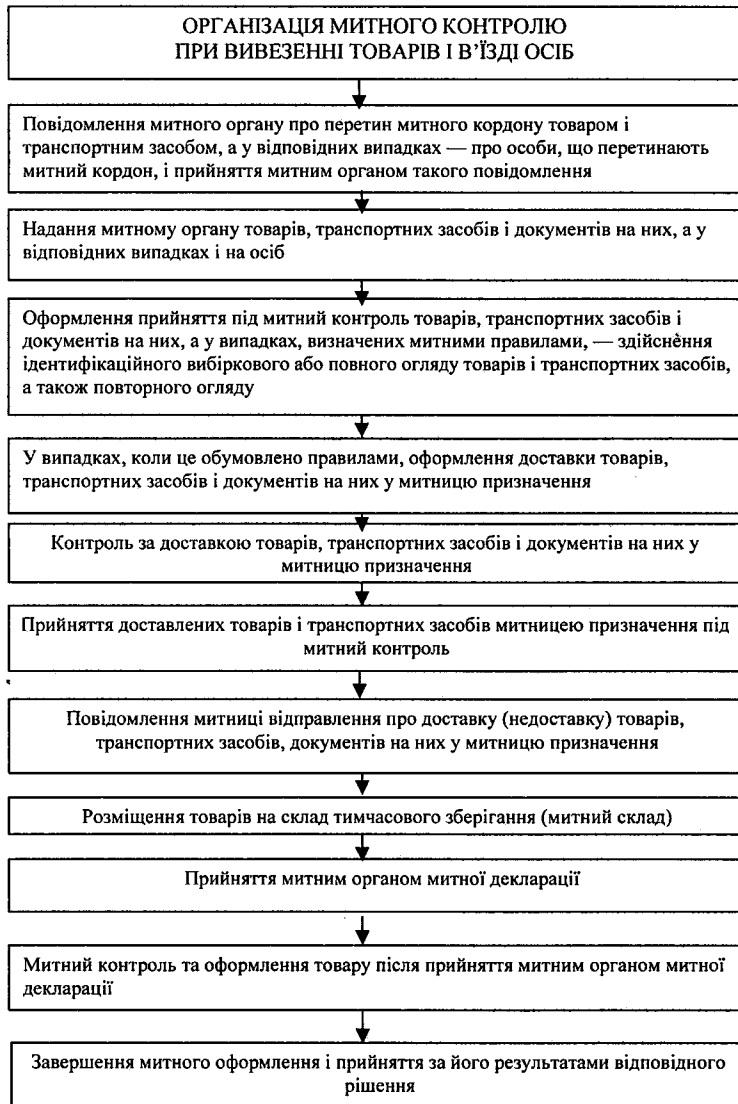 ОРГАНІЗАЦІЯ МИТНОГО КОНТРОЛЮ
ПРИ ВИВЕЗЕННІ ТОВАРІВ І В’ЇЗДІ ОСІБ
Повідомлення митного органу про перетин митного кордону товаром і
транспортним засобом, а у відповідних випадках — про особи, що перетинають
митний кордон, і прийняття митним органом такого повідомлення
Надання митному органу товарів, транспортних засобів і документів на них, а у
відповідних випадках і на осіб
Оформлення прийняття під митний контроль товарів, транспортних засобів і
документів на них, а у випадках, визначених митними правилами, — здійснення
ідентифікаційного вибіркового або повного огляду товарів і транспортних засобів,
а також повторного огляду
У випадках, коли це обумовлено правилами, оформлення доставки товарів,
транспортних засобів і документів на них у митницю призначення
Контроль за доставкою товарів, транспортних засобів і документів на них у
митницю призначення
Прийняття доставлених товарів і транспортних засобів митницею призначення під
митний контроль
Повідомлення митниці відправлення про доставку (недоставку) товарів,
транспортних засобів, документів на них у митницю призначення
Розміщення товарів на склад тимчасового зберігання (митний склад)
Прийняття митним органом митної декларації
Митний контроль та оформлення товару після прийняття митним органом митної
декларації
Завершення митного оформлення і прийняття за його результатами відповідного
рішення